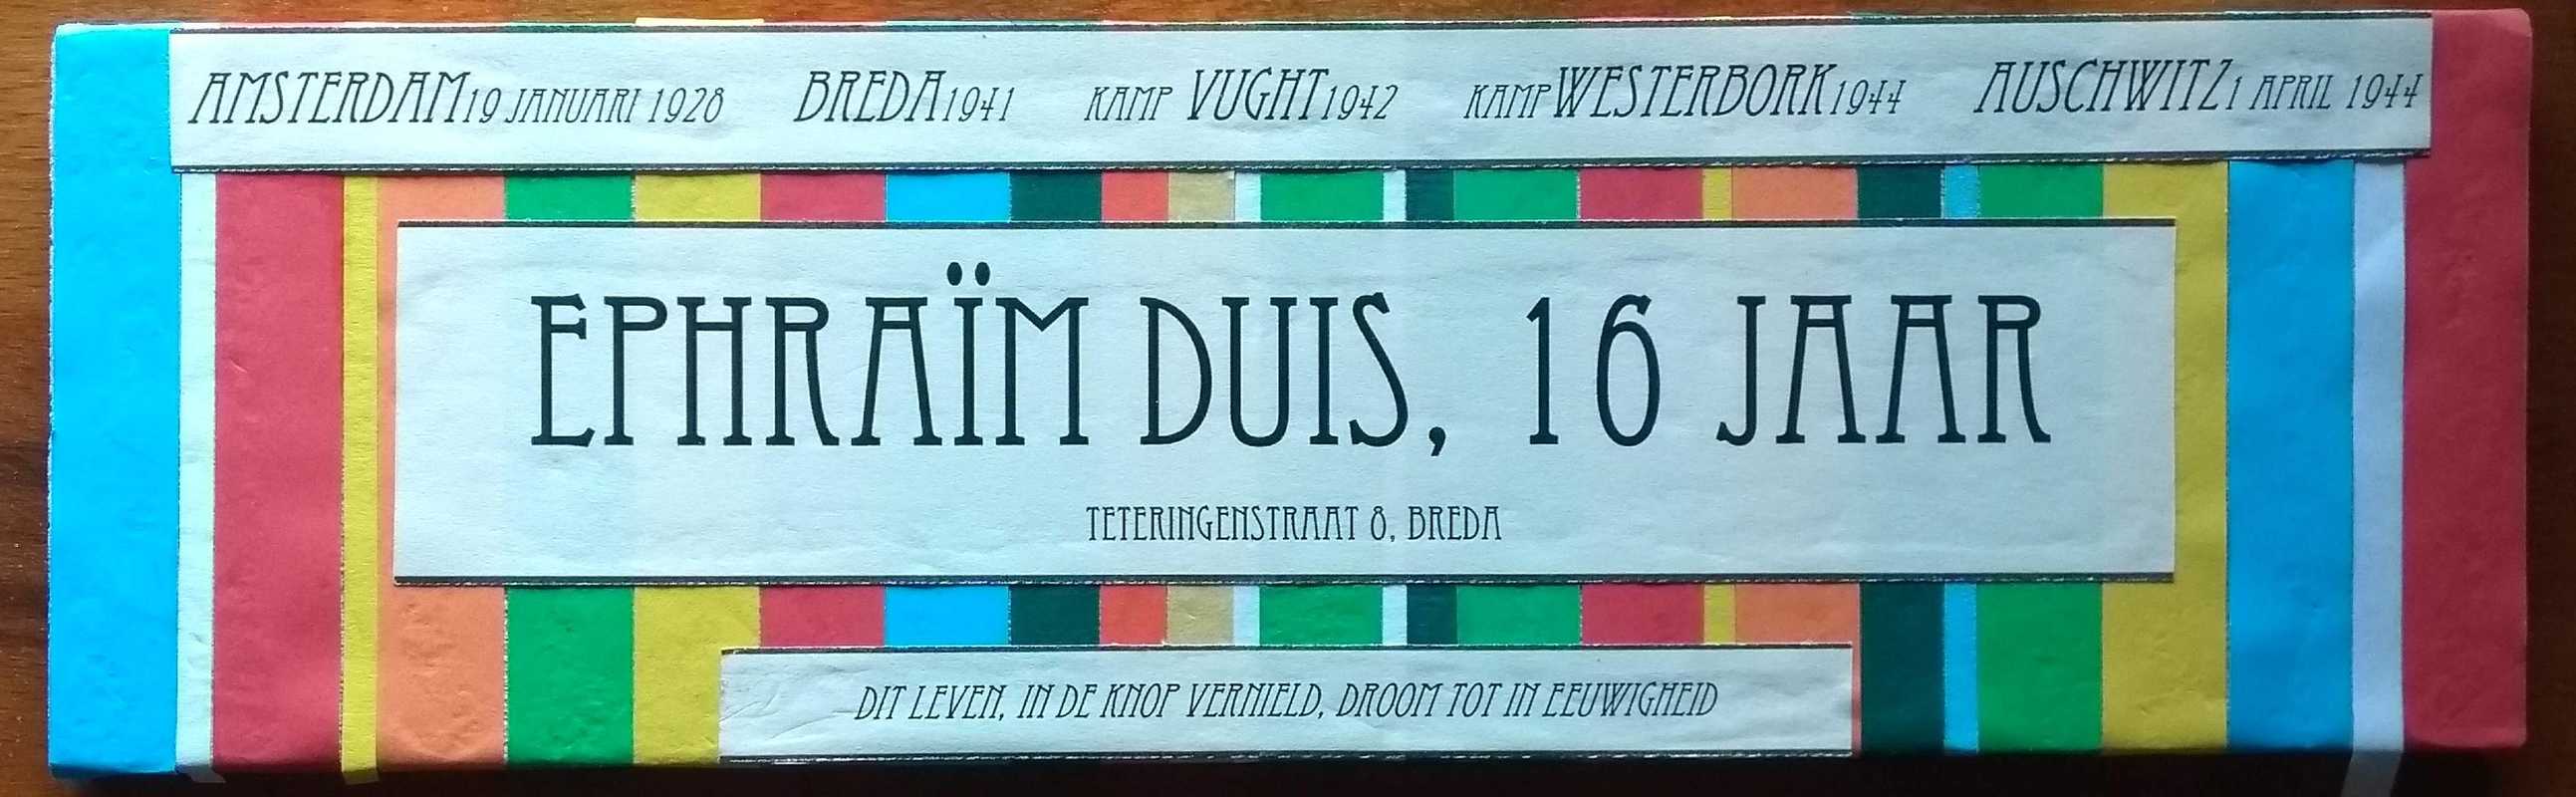 AMSTERDAM 19 JANUARI 1928 BREDA 1941 KAMP VUGHT 1942 KAMP WESTERBORK 1944 AUSCHWITZ 1 APRIL 1944
EPHRAÏM DUIS, 16 JAAR
TETERINGENSTRAAT 8, BREDA
DIT LEVEN, IN DE KNOP VERNIELD, DROOM TOT IN EEUWIGHEID